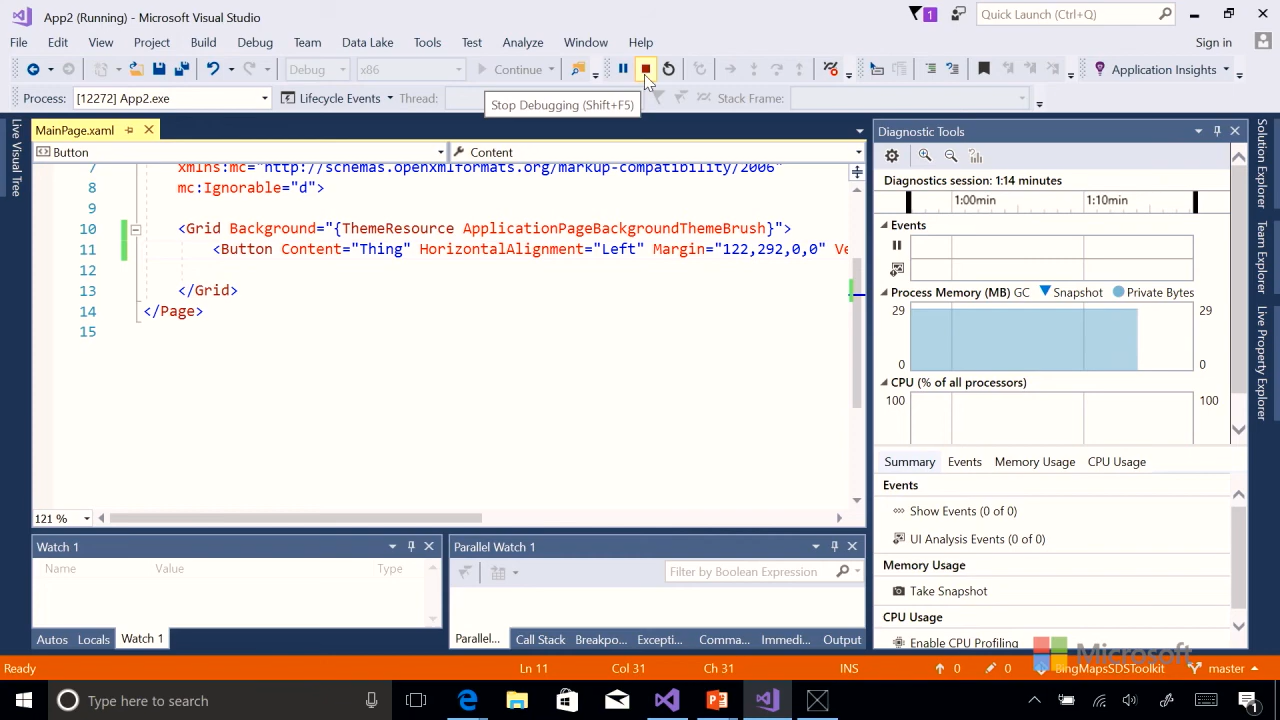 App2 (Running) - Microsoft Visual Studio
1
Quick Launch (Ctrl+Q)
File Edit View Project Build Debug Team Data Lake Tools Test Analyze Window Help
Sign in
Debug x86 Continue Application Insights
Process: [12272] App2.exe Lifecycle Events Thread: Stack Frame:
Stop Debugging (Shift+F5)
Live Visual Tree
MainPage.xaml
Button
Content
7 xmlns:mc="http://schemas.openxmlformats.org/markup-compatibility/2006"
8 mc:Ignorable="d">
9
10 <Grid Background="{ThemeResource ApplicationPageBackgroundThemeBrush}">
11 <Button Content="Thing" HorizontalAlignment="Left" Margin="122,292,0,0" Ve
12
13 </Grid>
14 </Page>
15
121 %
Watch 1
Name Value Type
Autos Locals Watch 1
Parallel Watch 1
Filter by Boolean Expression
Parallel... Call Stack Breakpo... Excepti... Comma... Immedi... Output
Diagnostic Tools
Diagnostics session: 1:14 minutes
1:00min 1:10min
Events
Process Memory (MB) GC Snapshot Private Bytes
29 29
0 0
CPU (% of all processors)
100 100
Summary Events Memory Usage CPU Usage
Events
Show Events (0 of 0)
UI Analysis Events (0 of 0)
Memory Usage
Take Snapshot
CPU Usage
Enable CPU Profiling
Solution Explorer
Team Explorer
Live Property Explorer
Microsoft
Ready Ln 11 Col 31 Ch 31 INS 0 0 BingMapsSDSToolkit master
Type here to search
1